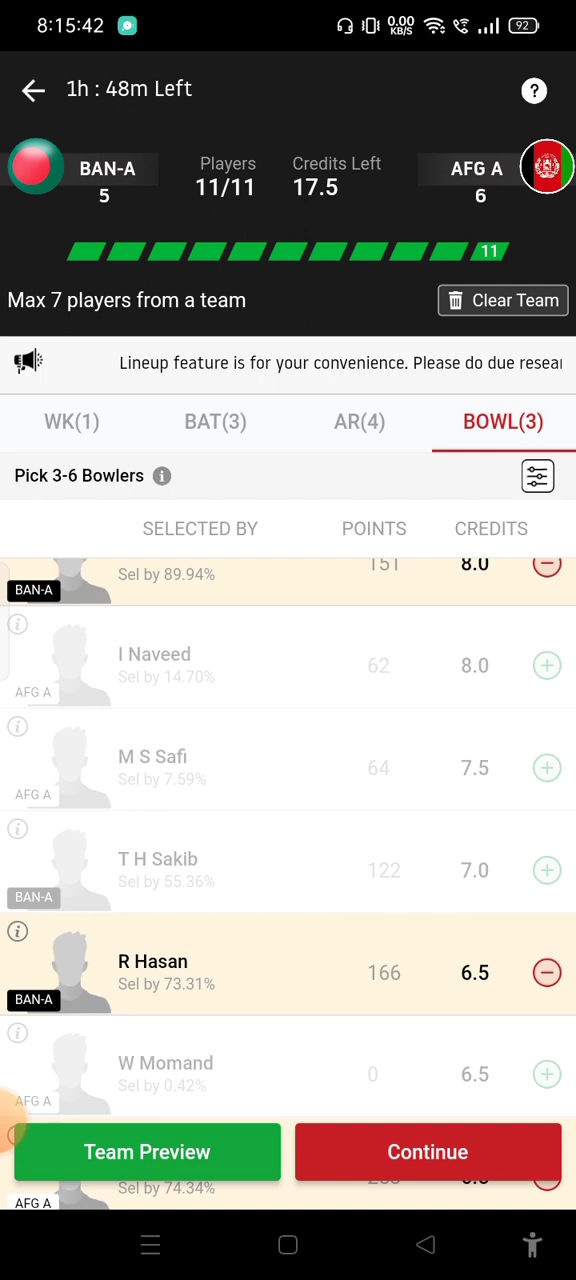 8:15:42 0.00 KB/S 92
1h : 48m Left ?
BAN-A Players Credits Left AFG A
5 11/11 17.5 6
11
Max 7 players from a team Clear Team
Lineup feature is for your convenience. Please do due resear
WK(1) BAT(3) AR(4) BOWL(3)
Pick 3-6 Bowlers i
SELECTED BY POINTS CREDITS
151 8.0
Sel by 89.94%
BAN-A
I Naveed
62 8.0
Sel by 14.70%
AFG A
M S Safi
64 7.5
Sel by 7.59%
AFG A
T H Sakib
122 7.0
Sel by 55.36%
BAN-A
R Hasan
166 6.5
Sel by 73.31%
BAN-A
W Momand
0 6.5
Sel by 0.42%
AFG A
Team Preview Continue
Sel by 74.34%
AFG A